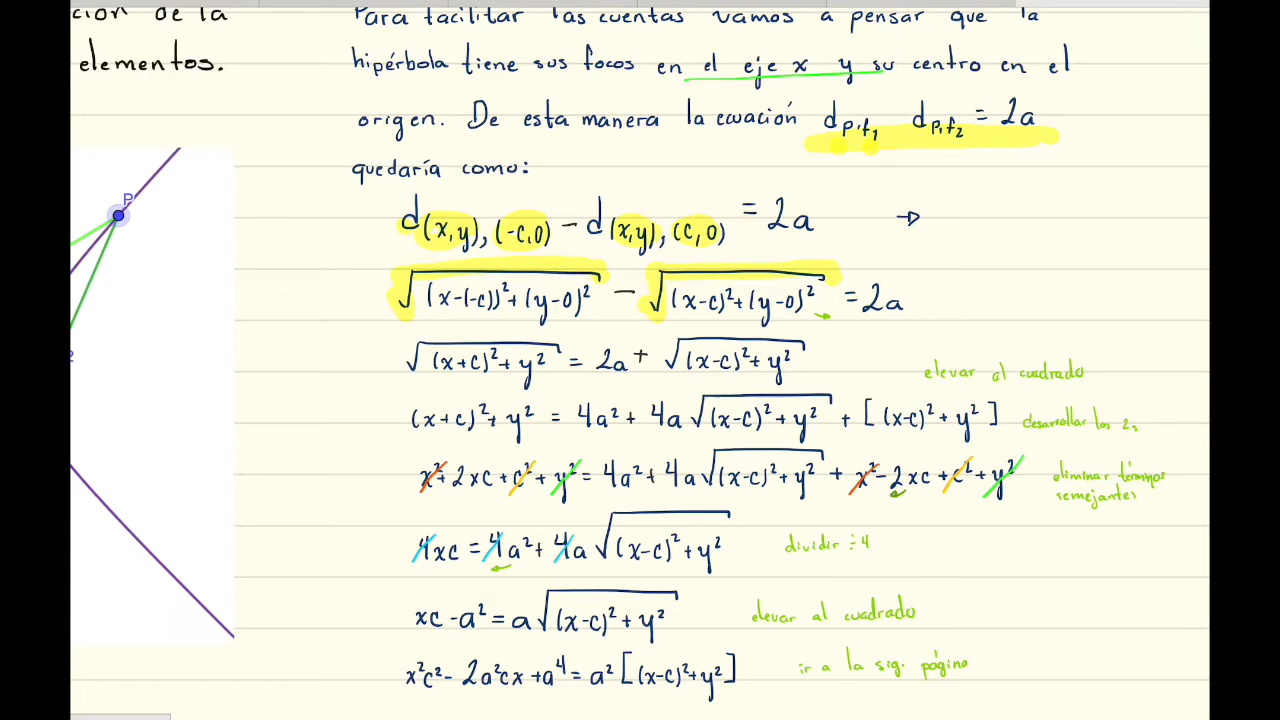 ción de la
elementos.
Para facilitar las cuentas vamos a pensar que la
hipérbola tiene sus focos en el eje x y su centro en el
origen. De esta manera la ecuación d_{P,f_1} d_{P,f_2} = 2a
quedaría como:
P
d_{(x,y),(-c,0)} - d_{(x,y),(c,0)} = 2a →
√((x-(-c))²+(y-0)²) - √((x-c)²+(y-0)²) = 2a
√((x+c)²+y²) = 2a + √((x-c)²+y²)
elevar al cuadrado
(x+c)²+y² = 4a² + 4a√((x-c)²+y²) + [(x-c)²+y²] desarrollar los 2s
x²+2xc+c²+y² = 4a²+4a√((x-c)²+y²) + x²-2xc+c²+y² eliminar términos
semejantes
4xc = 4a²+4a√((x-c)²+y²) dividir ÷4
xc-a² = a√((x-c)²+y²) elevar al cuadrado
x²c²-2a²cx+a⁴ = a²[(x-c)²+y²] ir a la sig. página